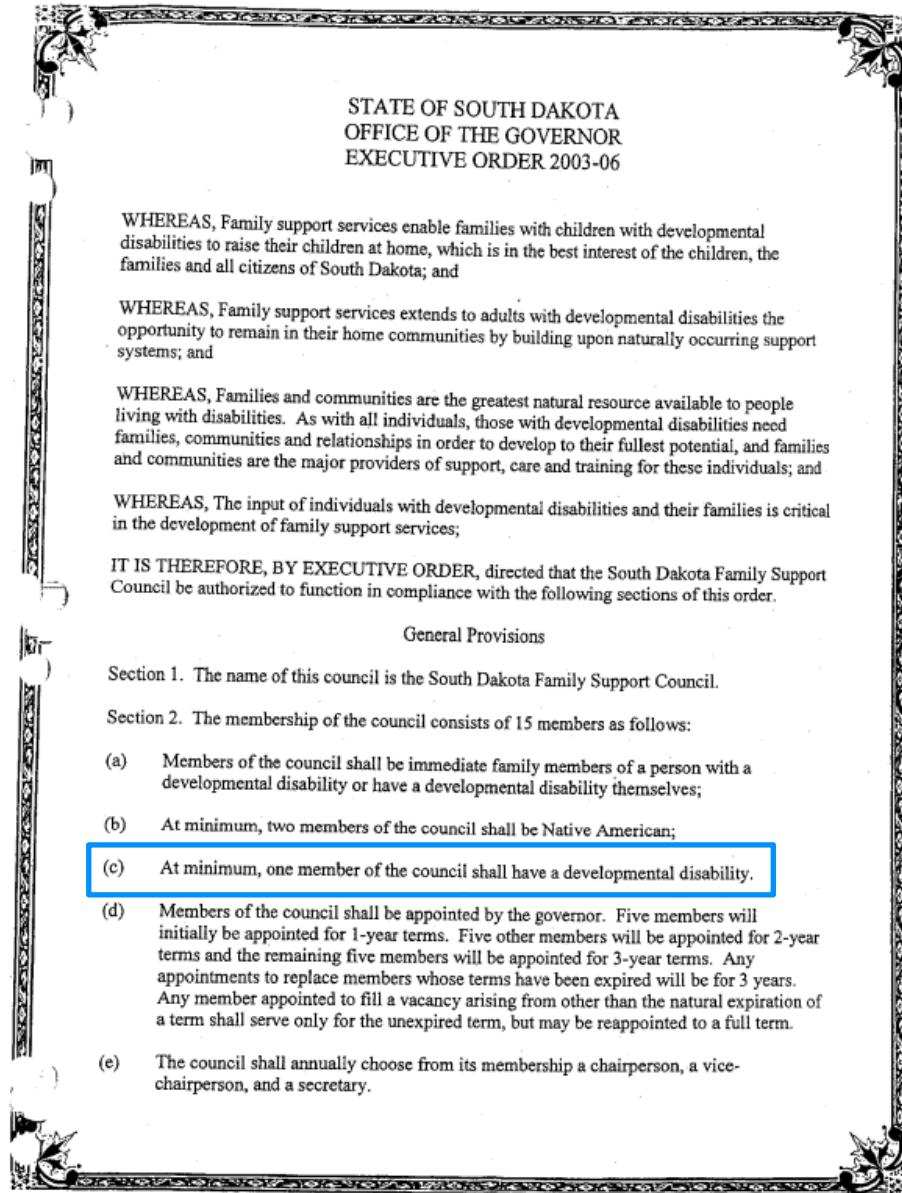 STATE OF SOUTH DAKOTA
OFFICE OF THE GOVERNOR
EXECUTIVE ORDER 2003-06
WHEREAS, Family support services enable families with children with developmental
disabilities to raise their children at home, which is in the best interest of the children, the
families and all citizens of South Dakota; and
WHEREAS, Family support services extends to adults with developmental disabilities the
opportunity to remain in their home communities by building upon naturally occurring support
systems; and
WHEREAS, Families and communities are the greatest natural resource available to people
living with disabilities. As with all individuals, those with developmental disabilities need
families, communities and relationships in order to develop to their fullest potential, and families
and communities are the major providers of support, care and training for these individuals; and
WHEREAS, The input of individuals with developmental disabilities and their families is critical
in the development of family support services;
IT IS THEREFORE, BY EXECUTIVE ORDER, directed that the South Dakota Family Support
Council be authorized to function in compliance with the following sections of this order.
General Provisions
Section 1. The name of this council is the South Dakota Family Support Council.
Section 2. The membership of the council consists of 15 members as follows:
(a) Members of the council shall be immediate family members of a person with a
developmental disability or have a developmental disability themselves;
(b) At minimum, two members of the council shall be Native American;
(c) At minimum, one member of the council shall have a developmental disability.
(d) Members of the council shall be appointed by the governor. Five members will
initially be appointed for 1-year terms. Five other members will be appointed for 2-year
terms and the remaining five members will be appointed for 3-year terms. Any
appointments to replace members whose terms have been expired will be for 3 years.
Any member appointed to fill a vacancy arising from other than the natural expiration of
a term shall serve only for the unexpired term, but may be reappointed to a full term.
(e) The council shall annually choose from its membership a chairperson, a vice-
chairperson, and a secretary.